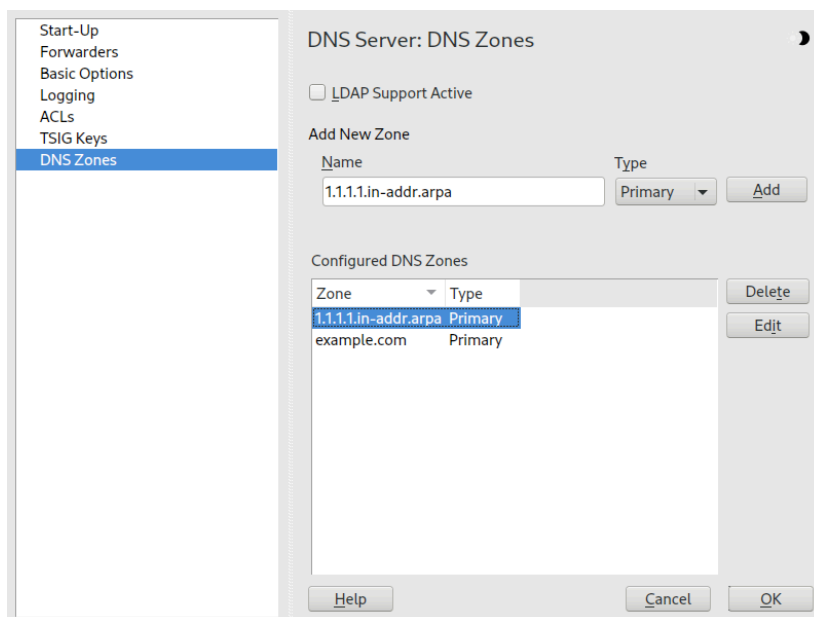 Start-Up
Forwarders
Basic Options
Logging
ACLs
TSIG Keys
DNS Zones
DNS Server: DNS Zones
LDAP Support Active
Add New Zone
Name Type
1.1.1.1.in-addr.arpa Primary Add
Configured DNS Zones
Zone Type Delete
1.1.1.1.in-addr.arpa Primary
Edit
example.com Primary
Help Cancel OK